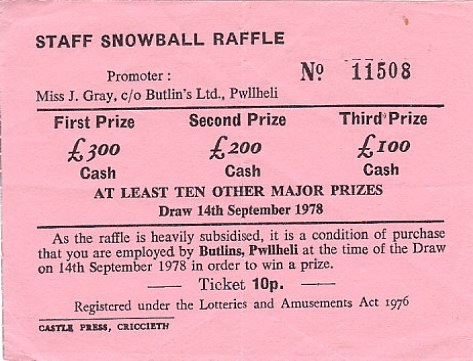 STAFF SNOWBALL RAFFLE
Promoter : Nº 11508
Miss J. Gray, c/o Butlin's Ltd., Pwllheli
First Prize Second Prize Third Prize
£300 £200 £100
Cash Cash Cash
AT LEAST TEN OTHER MAJOR PRIZES
Draw 14th September 1978
As the raffle is heavily subsidised, it is a condition of purchase
that you are employed by Butlins, Pwllheli at the time of the Draw
on 14th September 1978 in order to win a prize.
— Ticket 10p. —
Registered under the Lotteries and Amusements Act 1976
CASTLE PRESS, CRICCIETH